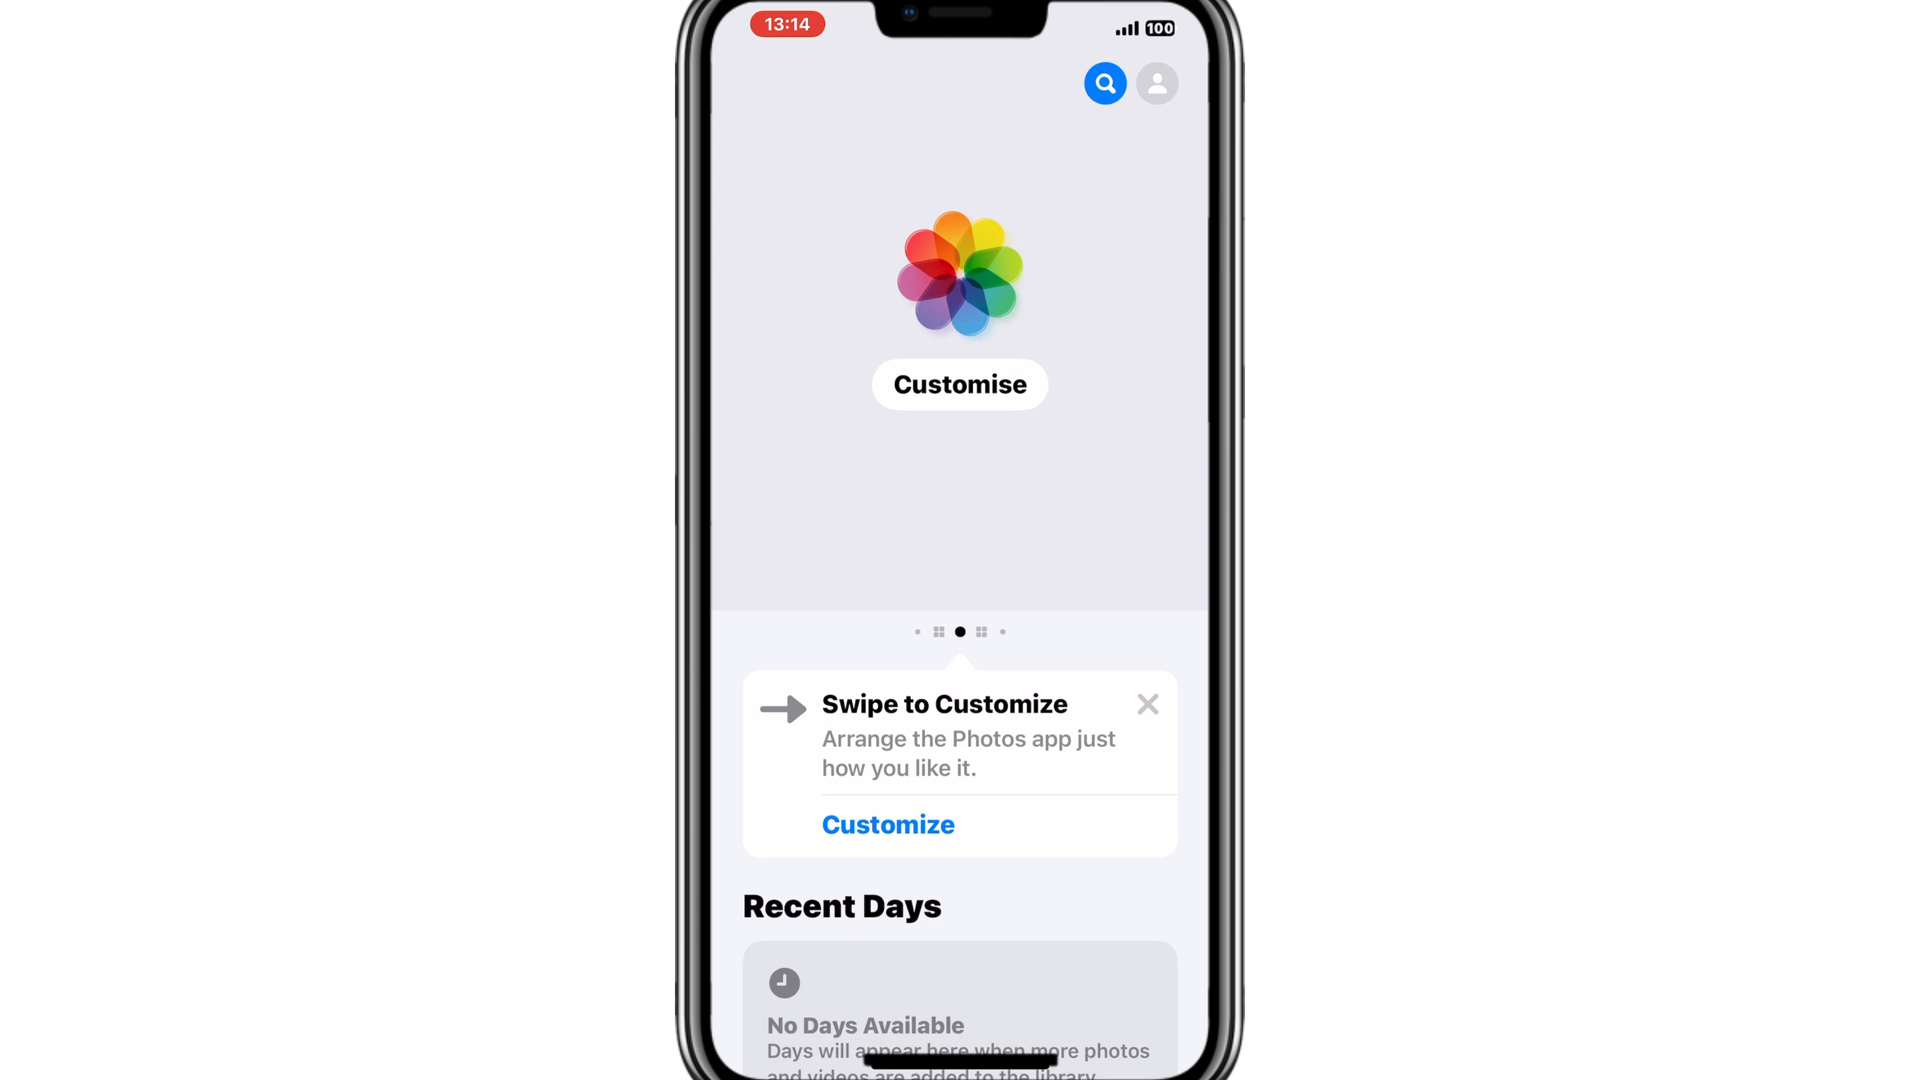 13:14
100
Customise
Swipe to Customize
Arrange the Photos app just
how you like it.
Customize
Recent Days
No Days Available
Days will appear here when more photos
and videos are added to the library